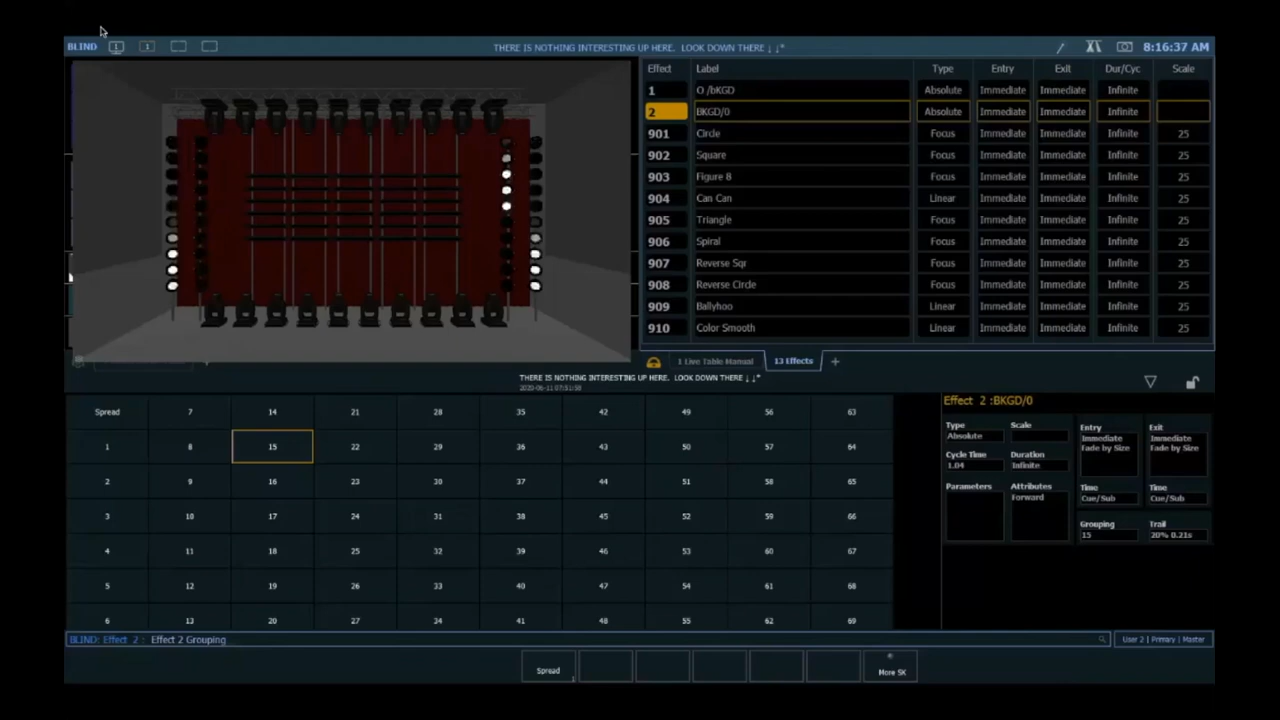 BLIND 1 1 THERE IS NOTHING INTERESTING UP HERE. LOOK DOWN THERE ↓ ↓* 8:16:37 AM
Effect Label Type Entry Exit Dur/Cyc Scale
1 O /bKGD Absolute Immediate Immediate Infinite
2 BKGD/0 Absolute Immediate Immediate Infinite
901 Circle Focus Immediate Immediate Infinite 25
902 Square Focus Immediate Immediate Infinite 25
903 Figure 8 Focus Immediate Immediate Infinite 25
904 Can Can Linear Immediate Immediate Infinite 25
905 Triangle Focus Immediate Immediate Infinite 25
906 Spiral Focus Immediate Immediate Infinite 25
907 Reverse Sqr Focus Immediate Immediate Infinite 25
908 Reverse Circle Focus Immediate Immediate Infinite 25
909 Ballyhoo Linear Immediate Immediate Infinite 25
910 Color Smooth Linear Immediate Immediate Infinite 25
1 Live Table Manual 13 Effects +
THERE IS NOTHING INTERESTING UP HERE. LOOK DOWN THERE ↓ ↓*
Spread 7 14 21 28 35 42 49 56 63
1 8 15 22 29 36 43 50 57 64
2 9 16 23 30 37 44 51 58 65
3 10 17 24 31 38 45 52 59 66
4 11 18 25 32 39 46 53 60 67
5 12 19 26 33 40 47 54 61 68
6 13 20 27 34 41 48 55 62 69
Effect 2 :BKGD/0
Type Scale Entry Exit
Absolute Immediate Immediate
Fade by Size Fade by Size
Cycle Time Duration
1.04 Infinite
Parameters Attributes Time Time
Forward Cue/Sub Cue/Sub
Grouping Trail
15 20% 0.21s
BLIND: Effect 2 : Effect 2 Grouping User 2 | Primary | Master
Spread More SK